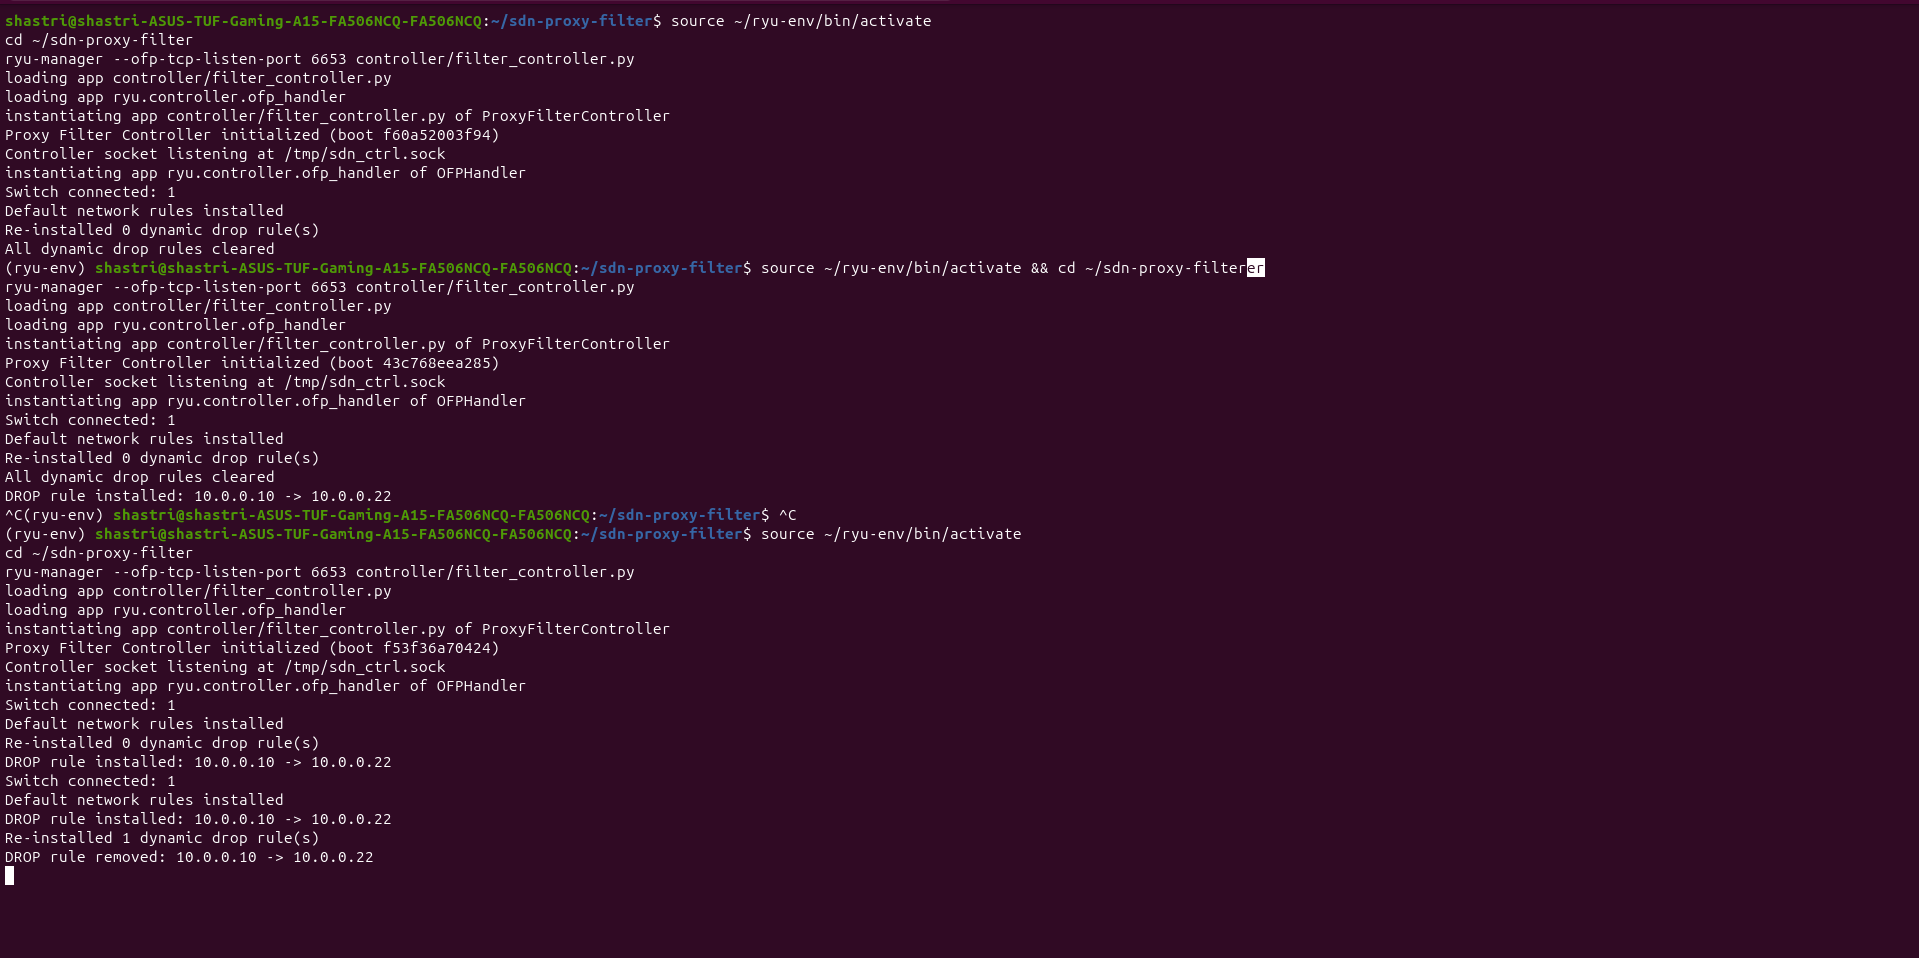 shastri@shastri-ASUS-TUF-Gaming-A15-FA506NCQ-FA506NCQ:~/sdn-proxy-filter$ source ~/ryu-env/bin/activate
cd ~/sdn-proxy-filter
ryu-manager --ofp-tcp-listen-port 6653 controller/filter_controller.py
loading app controller/filter_controller.py
loading app ryu.controller.ofp_handler
instantiating app controller/filter_controller.py of ProxyFilterController
Proxy Filter Controller initialized (boot f60a52003f94)
Controller socket listening at /tmp/sdn_ctrl.sock
instantiating app ryu.controller.ofp_handler of OFPHandler
Switch connected: 1
Default network rules installed
Re-installed 0 dynamic drop rule(s)
All dynamic drop rules cleared
(ryu-env) shastri@shastri-ASUS-TUF-Gaming-A15-FA506NCQ-FA506NCQ:~/sdn-proxy-filter$ source ~/ryu-env/bin/activate && cd ~/sdn-proxy-filterer
ryu-manager --ofp-tcp-listen-port 6653 controller/filter_controller.py
loading app controller/filter_controller.py
loading app ryu.controller.ofp_handler
instantiating app controller/filter_controller.py of ProxyFilterController
Proxy Filter Controller initialized (boot 43c768eea285)
Controller socket listening at /tmp/sdn_ctrl.sock
instantiating app ryu.controller.ofp_handler of OFPHandler
Switch connected: 1
Default network rules installed
Re-installed 0 dynamic drop rule(s)
All dynamic drop rules cleared
DROP rule installed: 10.0.0.10 -> 10.0.0.22
^C(ryu-env) shastri@shastri-ASUS-TUF-Gaming-A15-FA506NCQ-FA506NCQ:~/sdn-proxy-filter$ ^C
(ryu-env) shastri@shastri-ASUS-TUF-Gaming-A15-FA506NCQ-FA506NCQ:~/sdn-proxy-filter$ source ~/ryu-env/bin/activate
cd ~/sdn-proxy-filter
ryu-manager --ofp-tcp-listen-port 6653 controller/filter_controller.py
loading app controller/filter_controller.py
loading app ryu.controller.ofp_handler
instantiating app controller/filter_controller.py of ProxyFilterController
Proxy Filter Controller initialized (boot f53f36a70424)
Controller socket listening at /tmp/sdn_ctrl.sock
instantiating app ryu.controller.ofp_handler of OFPHandler
Switch connected: 1
Default network rules installed
Re-installed 0 dynamic drop rule(s)
DROP rule installed: 10.0.0.10 -> 10.0.0.22
Switch connected: 1
Default network rules installed
DROP rule installed: 10.0.0.10 -> 10.0.0.22
Re-installed 1 dynamic drop rule(s)
DROP rule removed: 10.0.0.10 -> 10.0.0.22